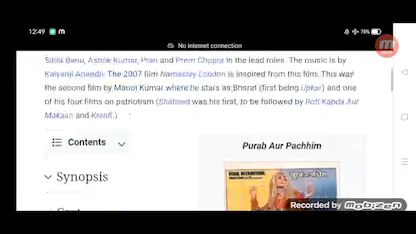 12:49
78%
No internet connection
Saira Banu, Ashok Kumar, Pran and Prem Chopra in the lead roles. The music is by
Kalyanji Anandji. The 2007 film Namastey London is inspired from this film. This was
the second film by Manoj Kumar where he stars as Bharat (first being Upkar) and one
of his four films on patriotism (Shaheed was his first, to be followed by Roti Kapda Aur
Makaan and Kranti.)
Contents
Purab Aur Pachhim
Synopsis
VISHAL INTERNATIONAL
Cast
Recorded by mobizen